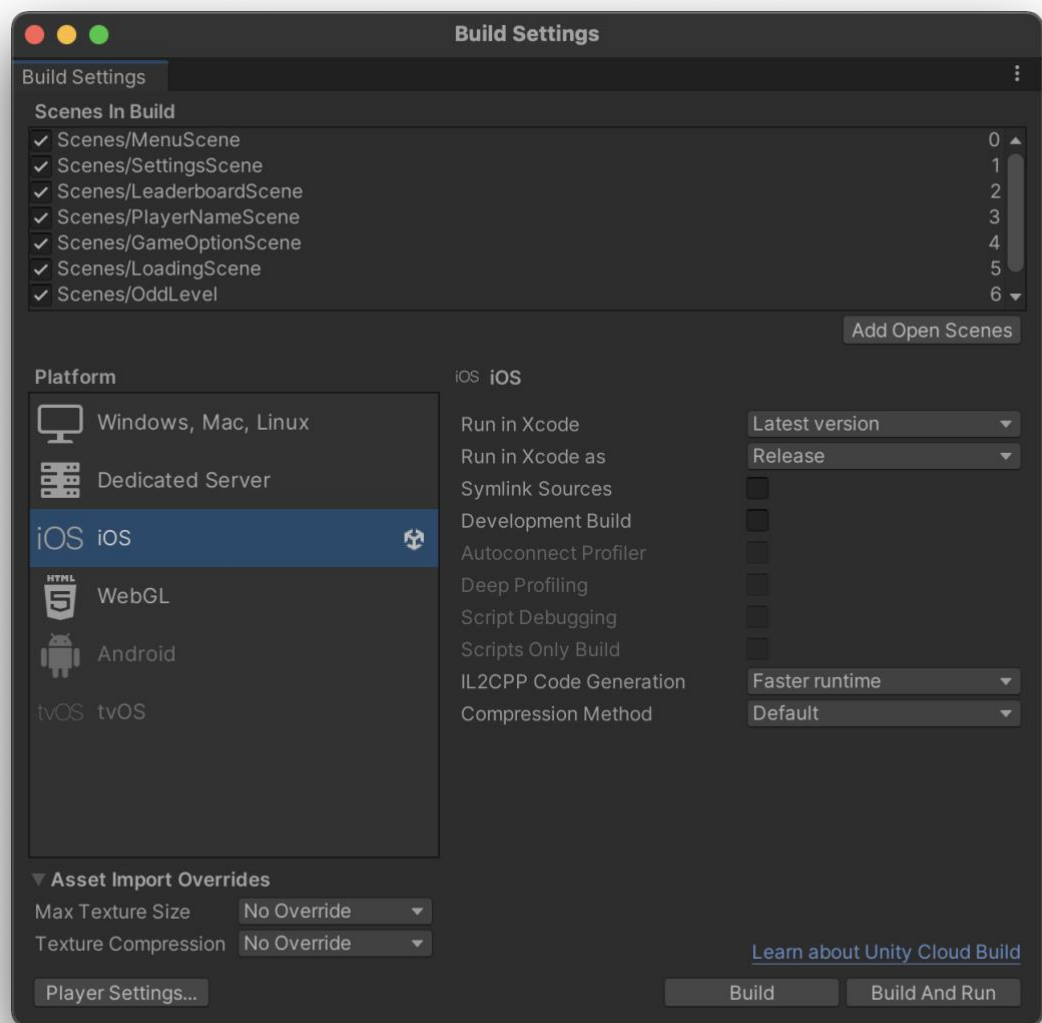 Build Settings
Build Settings
Scenes In Build
Scenes/MenuScene 0
Scenes/SettingsScene 1
Scenes/LeaderboardScene 2
Scenes/PlayerNameScene 3
Scenes/GameOptionScene 4
Scenes/LoadingScene 5
Scenes/OddLevel 6
Add Open Scenes
Platform
Windows, Mac, Linux
Dedicated Server
iOS iOS
HTML 5 WebGL
Android
tvOS tvOS
iOS iOS
Run in Xcode Latest version
Run in Xcode as Release
Symlink Sources
Development Build
Autoconnect Profiler
Deep Profiling
Script Debugging
Scripts Only Build
IL2CPP Code Generation Faster runtime
Compression Method Default
Asset Import Overrides
Max Texture Size No Override
Texture Compression No Override
Learn about Unity Cloud Build
Player Settings... Build Build And Run